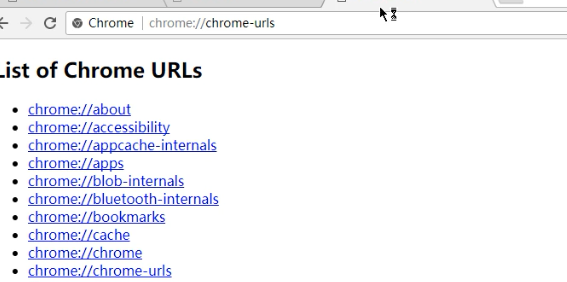 Chrome chrome://chrome-urls
List of Chrome URLs
chrome://about
chrome://accessibility
chrome://appcache-internals
chrome://apps
chrome://blob-internals
chrome://bluetooth-internals
chrome://bookmarks
chrome://cache
chrome://chrome
chrome://chrome-urls